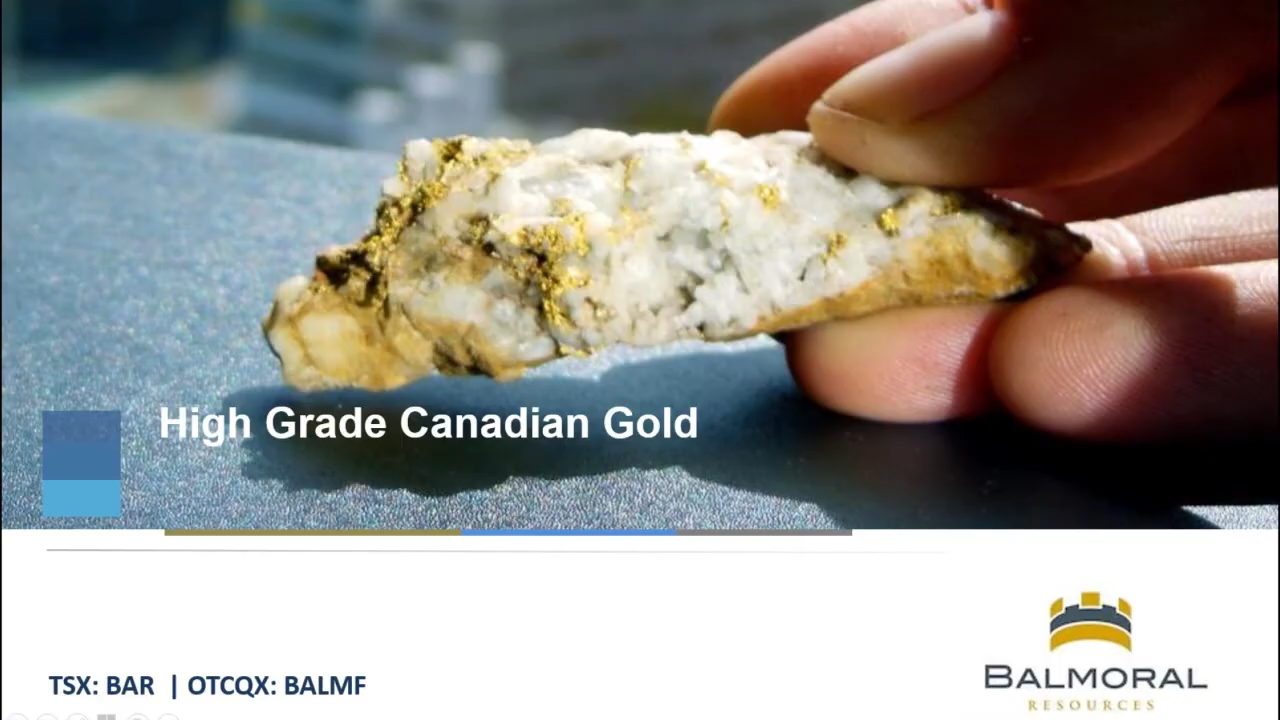 High Grade Canadian Gold
TSX: BAR | OTCQX: BALMF
BALMORAL
RESOURCES